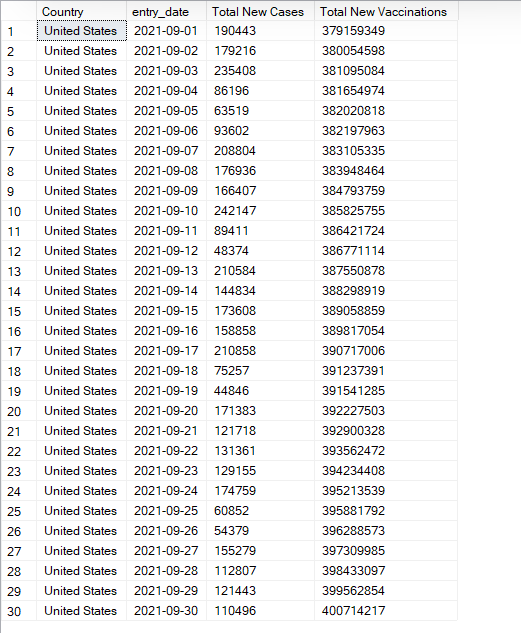 Country entry_date Total New Cases Total New Vaccinations
1 United States 2021-09-01 190443 379159349
2 United States 2021-09-02 179216 380054598
3 United States 2021-09-03 235408 381095084
4 United States 2021-09-04 86196 381654974
5 United States 2021-09-05 63519 382020818
6 United States 2021-09-06 93602 382197963
7 United States 2021-09-07 208804 383105335
8 United States 2021-09-08 176936 383948464
9 United States 2021-09-09 166407 384793759
10 United States 2021-09-10 242147 385825755
11 United States 2021-09-11 89411 386421724
12 United States 2021-09-12 48374 386771114
13 United States 2021-09-13 210584 387550878
14 United States 2021-09-14 144834 388298919
15 United States 2021-09-15 173608 389058859
16 United States 2021-09-16 158858 389817054
17 United States 2021-09-17 210858 390717006
18 United States 2021-09-18 75257 391237391
19 United States 2021-09-19 44846 391541285
20 United States 2021-09-20 171383 392227503
21 United States 2021-09-21 121718 392900328
22 United States 2021-09-22 131361 393562472
23 United States 2021-09-23 129155 394234408
24 United States 2021-09-24 174759 395213539
25 United States 2021-09-25 60852 395881792
26 United States 2021-09-26 54379 396288573
27 United States 2021-09-27 155279 397309985
28 United States 2021-09-28 112807 398433097
29 United States 2021-09-29 121443 399562854
30 United States 2021-09-30 110496 400714217